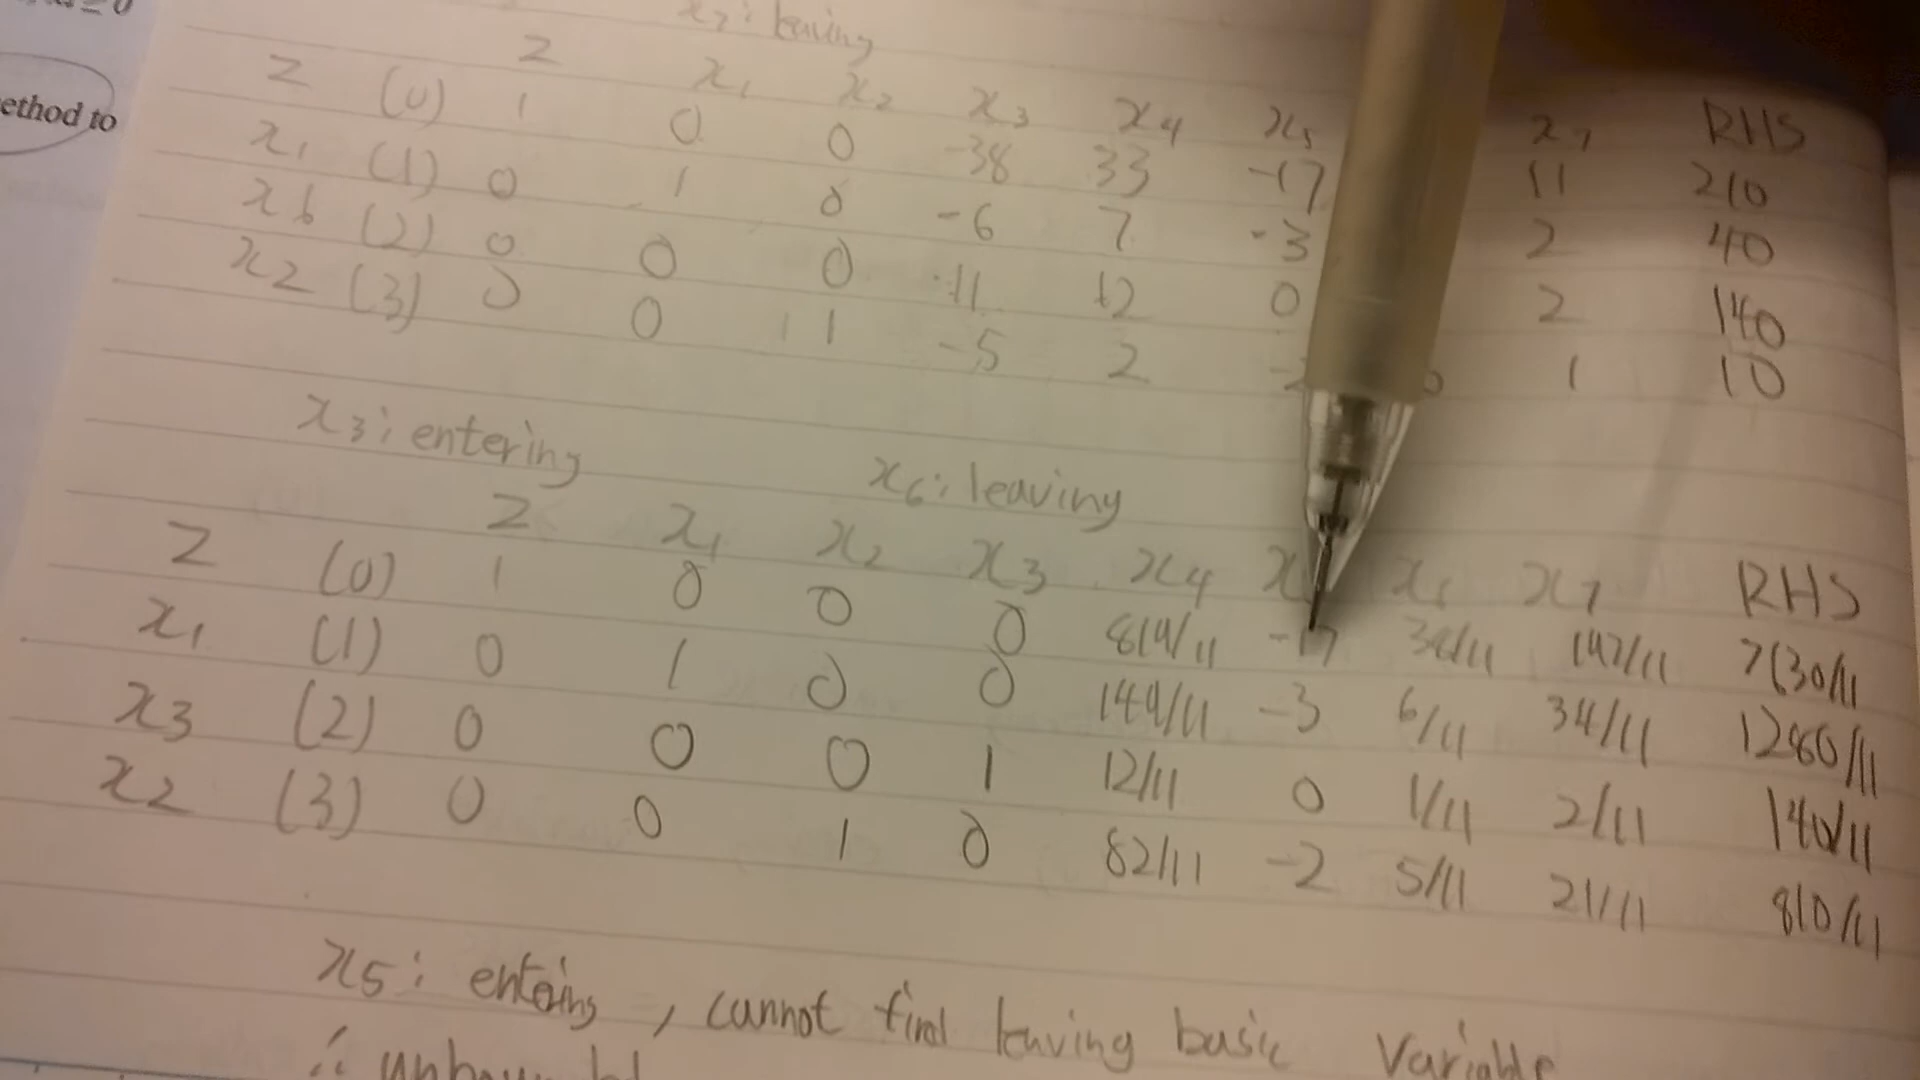 ethod to
x7: leaving
Z x1 x2 x3 x4 x5 x7 RHS
Z (0) 1 0 0 -38 33 -17 11 210
x1 (1) 0 1 0 -6 7 -3 2 40
x6 (2) 0 0 0 11 12 0 2 140
x2 (3) 0 0 1 -5 2 -2 0 1 10
x3: entering x6: leaving
Z x1 x2 x3 x4 x6 x7 RHS
Z (0) 1 0 0 0 819/11 -17 38/11 197/11 7630/11
x1 (1) 0 1 0 0 149/11 -3 6/11 34/11 1280/11
x3 (2) 0 0 0 1 12/11 0 1/11 2/11 140/11
x2 (3) 0 0 1 0 82/11 -2 5/11 21/11 810/11
x5: entering, cannot find leaving basic variable
∴